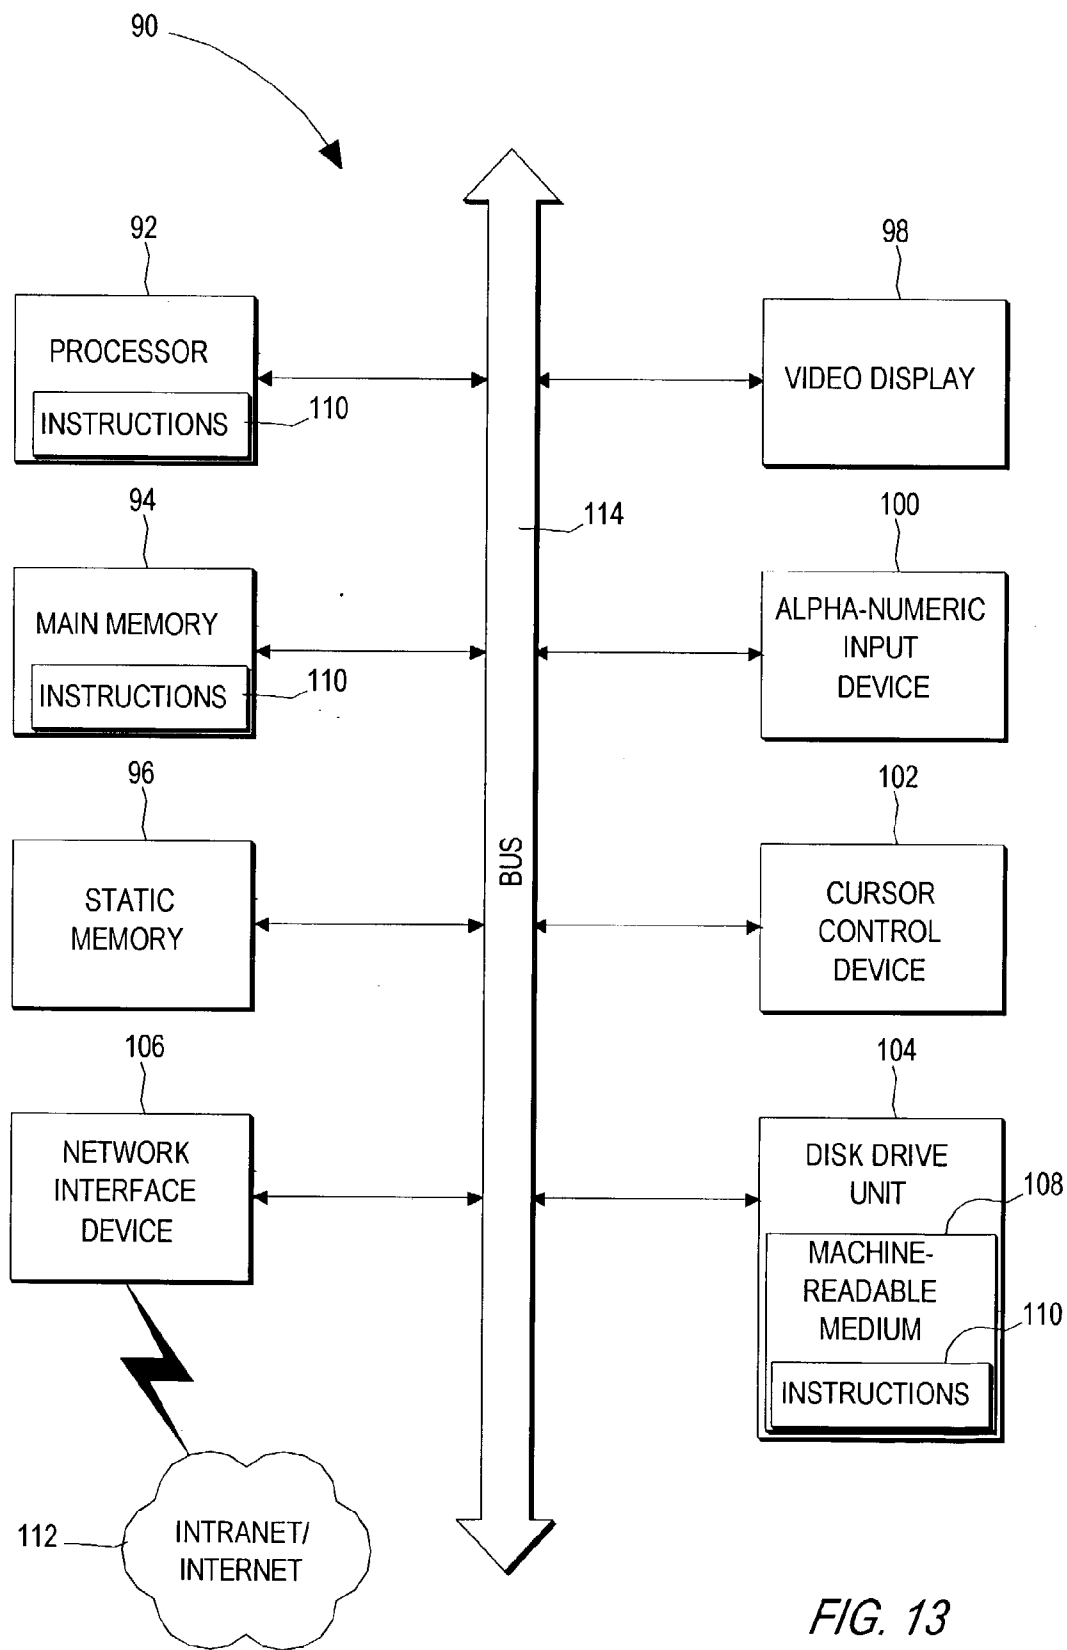 90
92
PROCESSOR
INSTRUCTIONS
110
94
MAIN MEMORY
INSTRUCTIONS
110
96
STATIC
MEMORY
106
NETWORK
INTERFACE
DEVICE
112
INTRANET/
INTERNET
114
BUS
98
VIDEO DISPLAY
100
ALPHA-NUMERIC
INPUT
DEVICE
102
CURSOR
CONTROL
DEVICE
104
DISK DRIVE
UNIT
108
MACHINE-
READABLE
MEDIUM
110
INSTRUCTIONS
FIG. 13